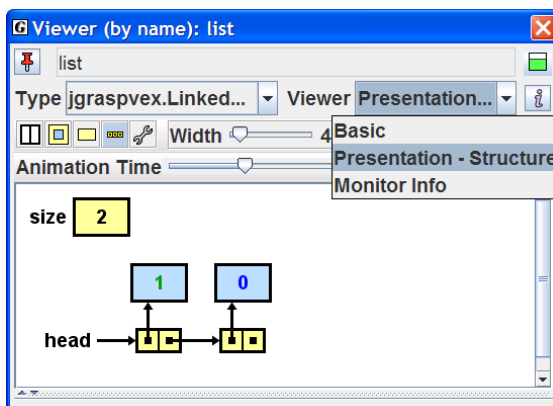 Viewer (by name): list
list
Type jgraspvex.Linked... Viewer Presentation...
Width 4
Basic
Presentation - Structure
Monitor Info
Animation Time
size 2
1 0
head